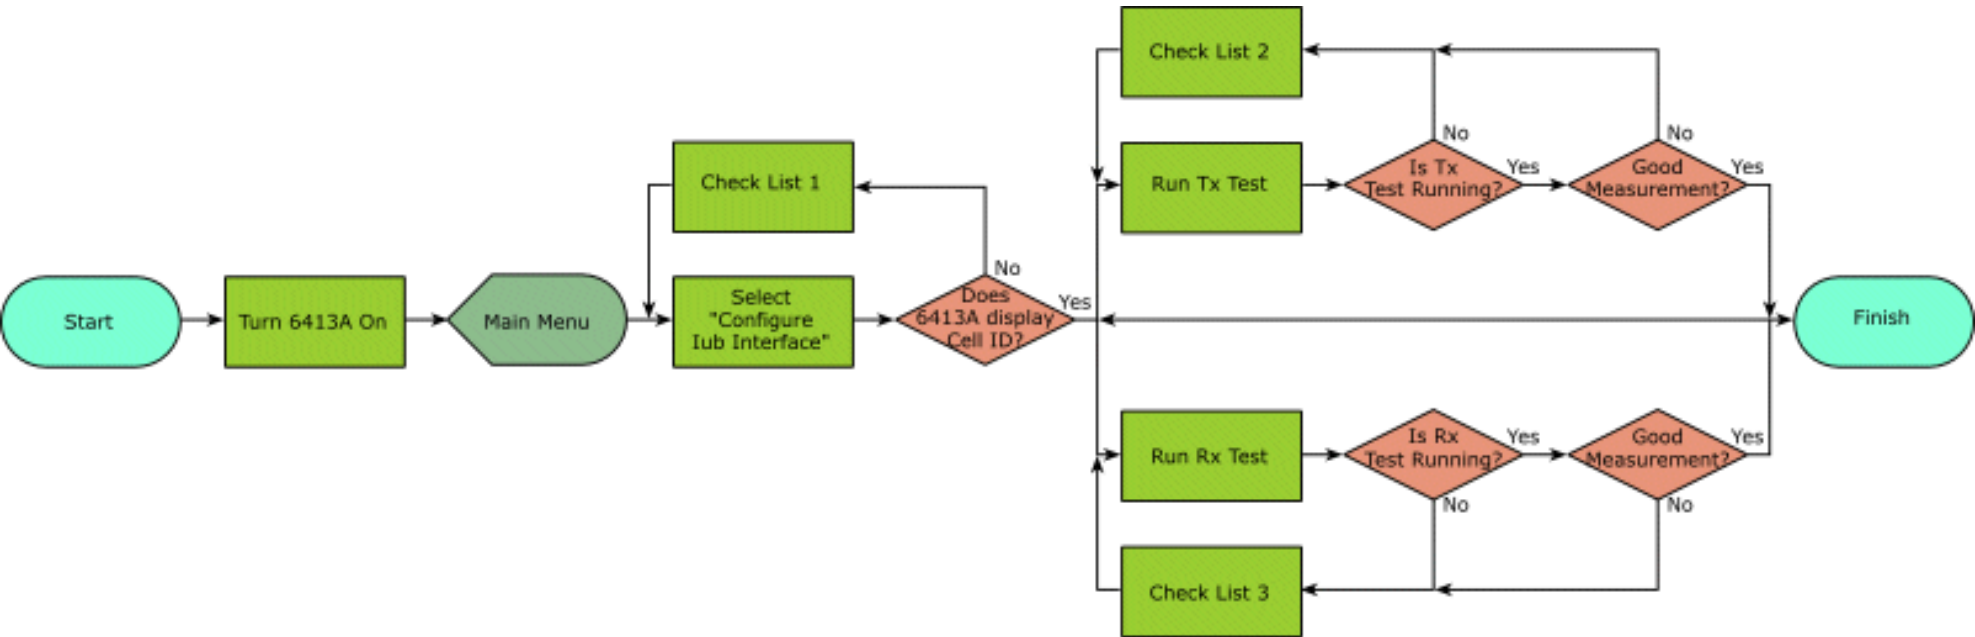 Start
Turn 6413A On
Main Menu
Check List 1
Select
"Configure
Iub Interface"
No
Does
6413A display
Cell ID?
Yes
Check List 2
Run Tx Test
No
Is Tx
Test Running?
Yes
No
Good
Measurement?
Yes
Run Rx Test
Is Rx
Test Running?
Yes
No
Good
Measurement?
Yes
No
Check List 3
Finish